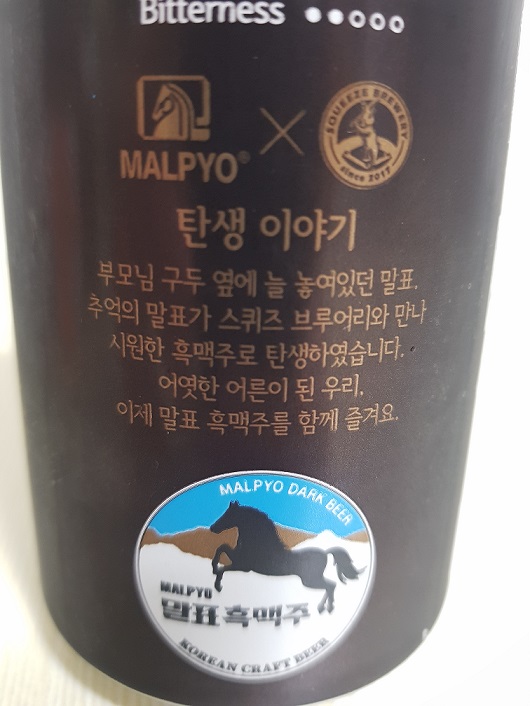 Bitterness
MALPYO®
SQUEEZE BREWERY
since 2017
탄생 이야기
부모님 구두 옆에 늘 놓여있던 말표.
추억의 말표가 스퀴즈 브루어리와 만나
시원한 흑맥주로 탄생하였습니다.
어엿한 어른이 된 우리,
이제 말표 흑맥주를 함께 즐겨요.
MALPYO DARK BEER
MALPYO
말표 흑맥주
KOREAN CRAFT BEER